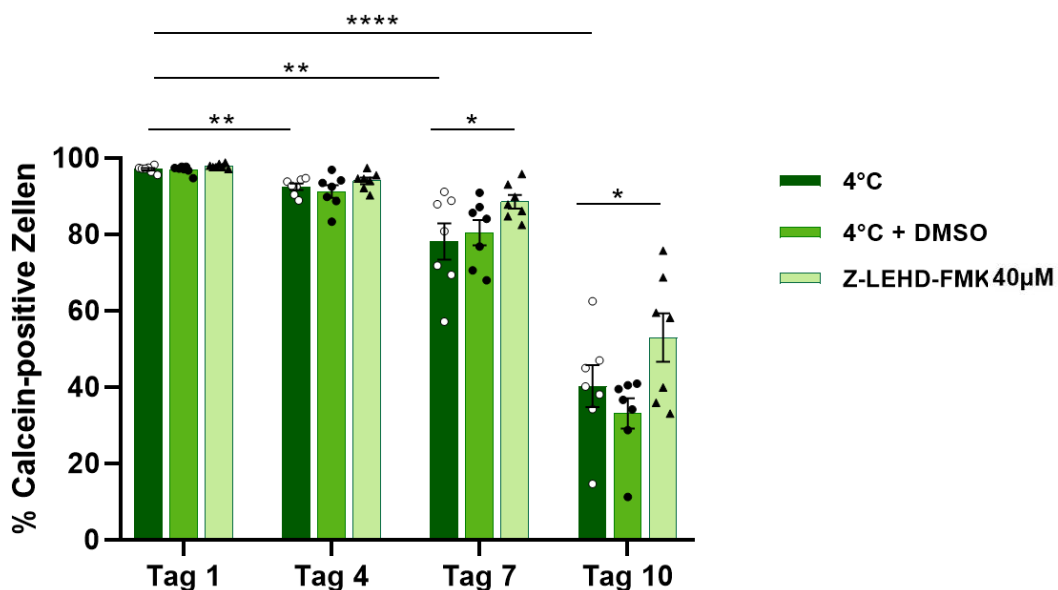 ****
**
**
*
*
% Calcein-positive Zellen
100
80
60
40
20
0
Tag 1
Tag 4
Tag 7
Tag 10
4°C
4°C + DMSO
Z-LEHD-FMK 40µM